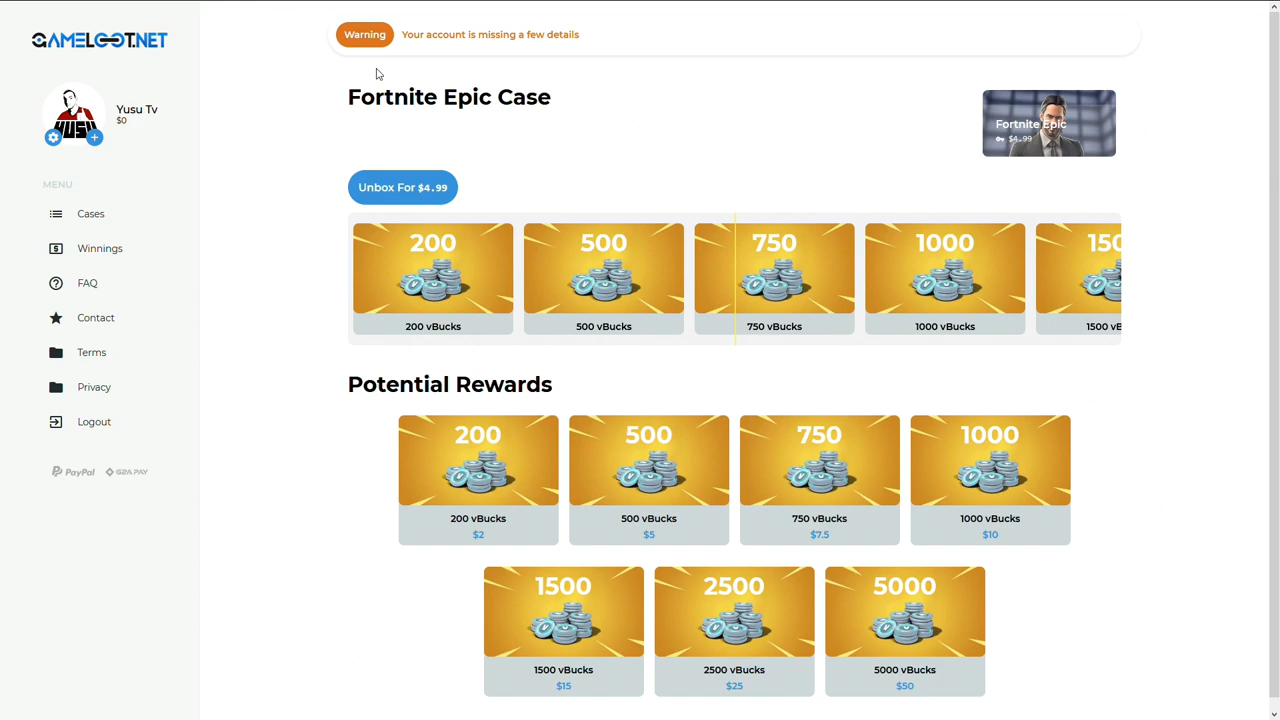 GAMELOOT.NET
Yusu Tv
$0
YUSU
MENU
Cases
Winnings
FAQ
Contact
Terms
Privacy
Logout
PayPal G2A PAY
Warning Your account is missing a few details
Fortnite Epic Case
Fortnite Epic
$4.99
Unbox For $4.99
200 500 750 1000 150
200 vBucks 500 vBucks 750 vBucks 1000 vBucks 1500 vB
Potential Rewards
200 500 750 1000
200 vBucks 500 vBucks 750 vBucks 1000 vBucks
$2 $5 $7.5 $10
1500 2500 5000
1500 vBucks 2500 vBucks 5000 vBucks
$15 $25 $50